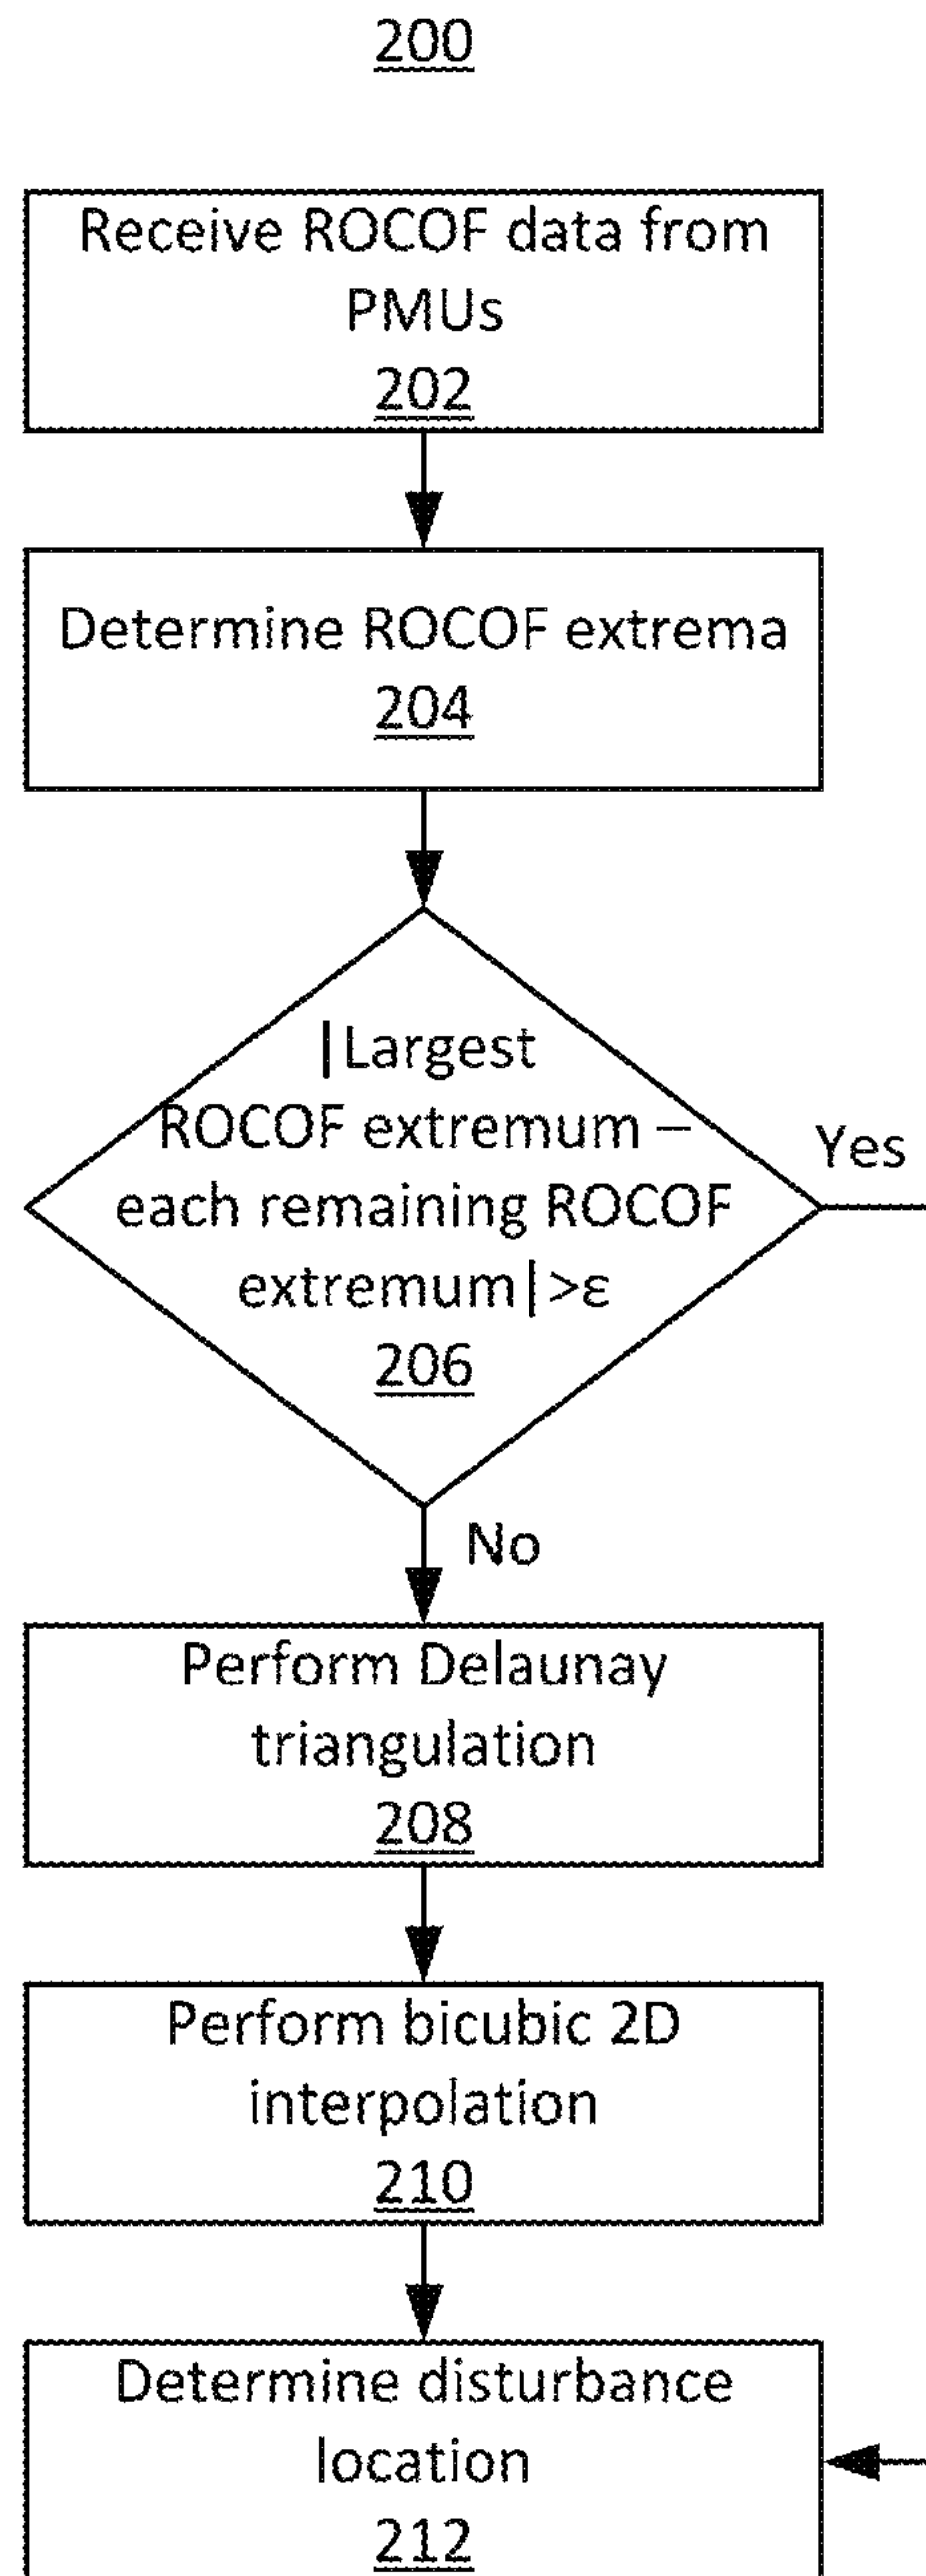 200
Receive ROCOF data from
PMUs
202
Determine ROCOF extrema
204
|Largest
ROCOF extremum –
each remaining ROCOF
extremum|>ε
206
Yes
No
Perform Delaunay
triangulation
208
Perform bicubic 2D
interpolation
210
Determine disturbance
location
212